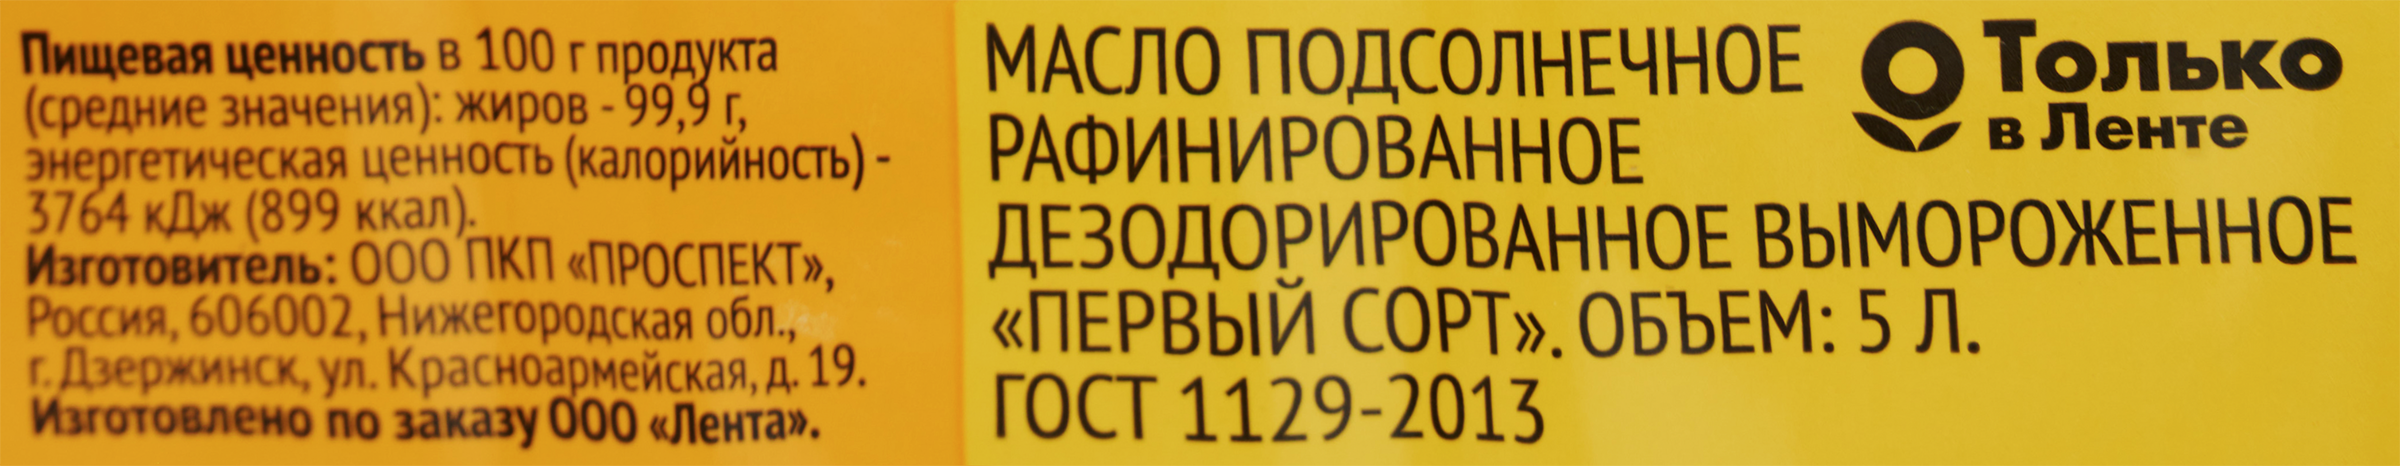 Пищевая ценность в 100 г продукта
(средние значения): жиров - 99,9 г,
энергетическая ценность (калорийность) -
3764 кДж (899 ккал).
Изготовитель: ООО ПКП «ПРОСПЕКТ»,
Россия, 606002, Нижегородская обл.,
г. Дзержинск, ул. Красноармейская, д. 19.
Изготовлено по заказу ООО «Лента».
МАСЛО ПОДСОЛНЕЧНОЕ
РАФИНИРОВАННОЕ
ДЕЗОДОРИРОВАННОЕ ВЫМОРОЖЕННОЕ
«ПЕРВЫЙ СОРТ». ОБЪЕМ: 5 Л.
ГОСТ 1129-2013
Только
в Ленте